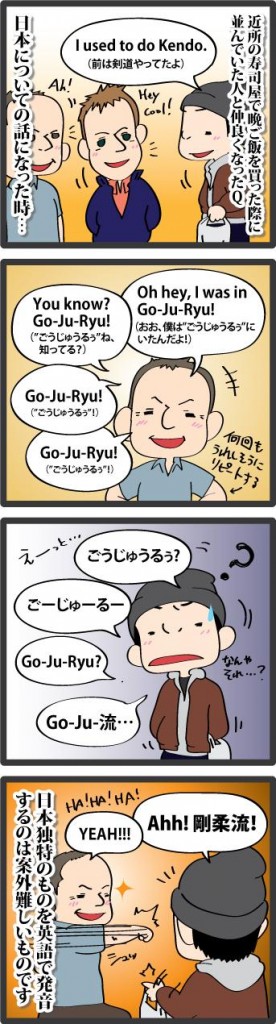 近所の寿司屋で晩ご飯を買った際に
並んでいた人と仲良くなったQ
I used to do Kendo.
(前は剣道やってたよ)
Ah!
Hey
Cool!
日本についての話になった時…
Oh hey, I was in
Go-Ju-Ryu!
(おお、僕は"ごうじゅうるぅ"に
いたんだよ!)
You know?
Go-Ju-Ryu!
("ごうじゅうるぅ"ね、
知ってる?)
Go-Ju-Ryu!
("ごうじゅうるぅ"!)
Go-Ju-Ryu!
("ごうじゅうるぅ"!)
何回も
うれしそうに
リピートする
えーっと…
ごうじゅうるぅ?
?
ごーじゅーるー
Go-Ju-Ryu?
なんや
それ…?
Go-Ju-流…
Ahh! 剛柔流!
HA!HA!HA!
YEAH!!!
日本独特のものを英語で発音
するのは案外難しいものです